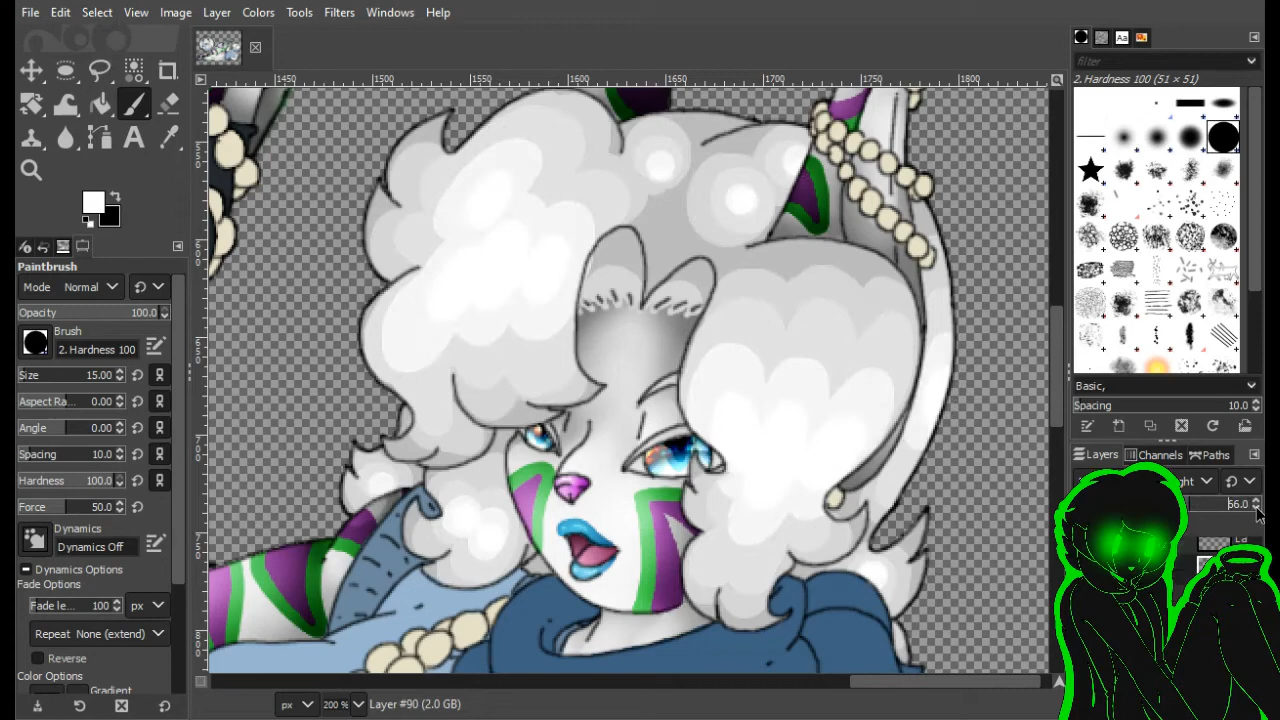 File Edit Select View Image Layer Colors Tools Filters Windows Help
1450 1500 1550 1600 1650 1700 1750 1800
filter
2. Hardness 100 (51 × 51)
Paintbrush
Mode Normal
Opacity 100.0
Brush
2. Hardness 100
Size 15.00
Aspect Ra... 0.00
Angle 0.00
Spacing 10.0
Hardness 100.0
Force 50.0
Dynamics
Dynamics Off
Dynamics Options
Fade Options
Fade le... 100 px
Repeat None (extend)
Reverse
Color Options
Gradient
Basic,
Spacing 10.0
Layers Channels Paths
66.0
px 200 % Layer #90 (2.0 GB)